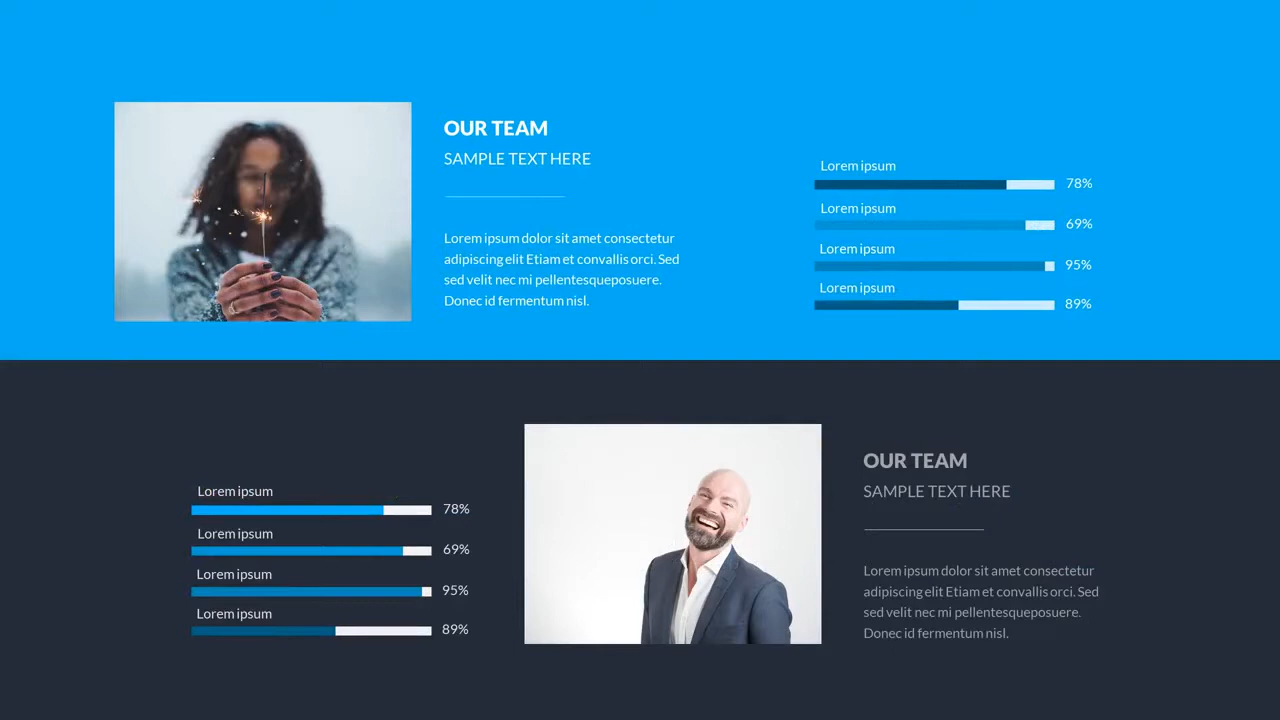 OUR TEAM
SAMPLE TEXT HERE
Lorem ipsum dolor sit amet consectetur
adipiscing elit Etiam et convallis orci. Sed
sed velit nec mi pellentesqueposuere.
Donec id fermentum nisl.
Lorem ipsum
78%
Lorem ipsum
69%
Lorem ipsum
95%
Lorem ipsum
89%
Lorem ipsum
78%
Lorem ipsum
69%
Lorem ipsum
95%
Lorem ipsum
89%
OUR TEAM
SAMPLE TEXT HERE
Lorem ipsum dolor sit amet consectetur
adipiscing elit Etiam et convallis orci. Sed
sed velit nec mi pellentesqueposuere.
Donec id fermentum nisl.